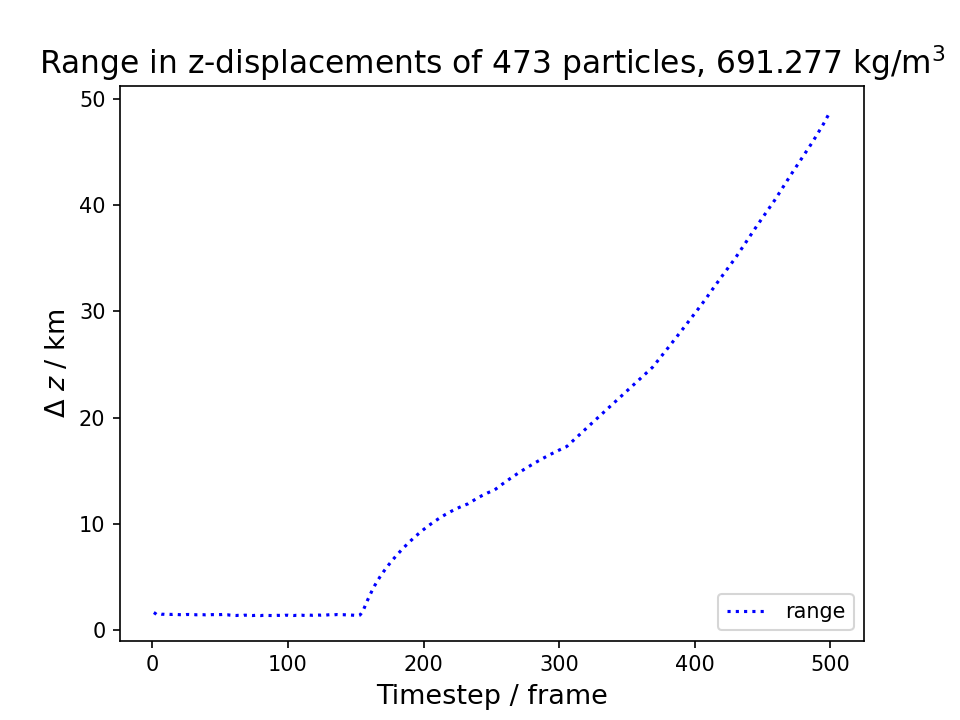 Range in z-displacements of 473 particles, 691.277 kg/m³
50
40
30
20
10
0
Δ z / km
0 100 200 300 400 500
Timestep / frame
range